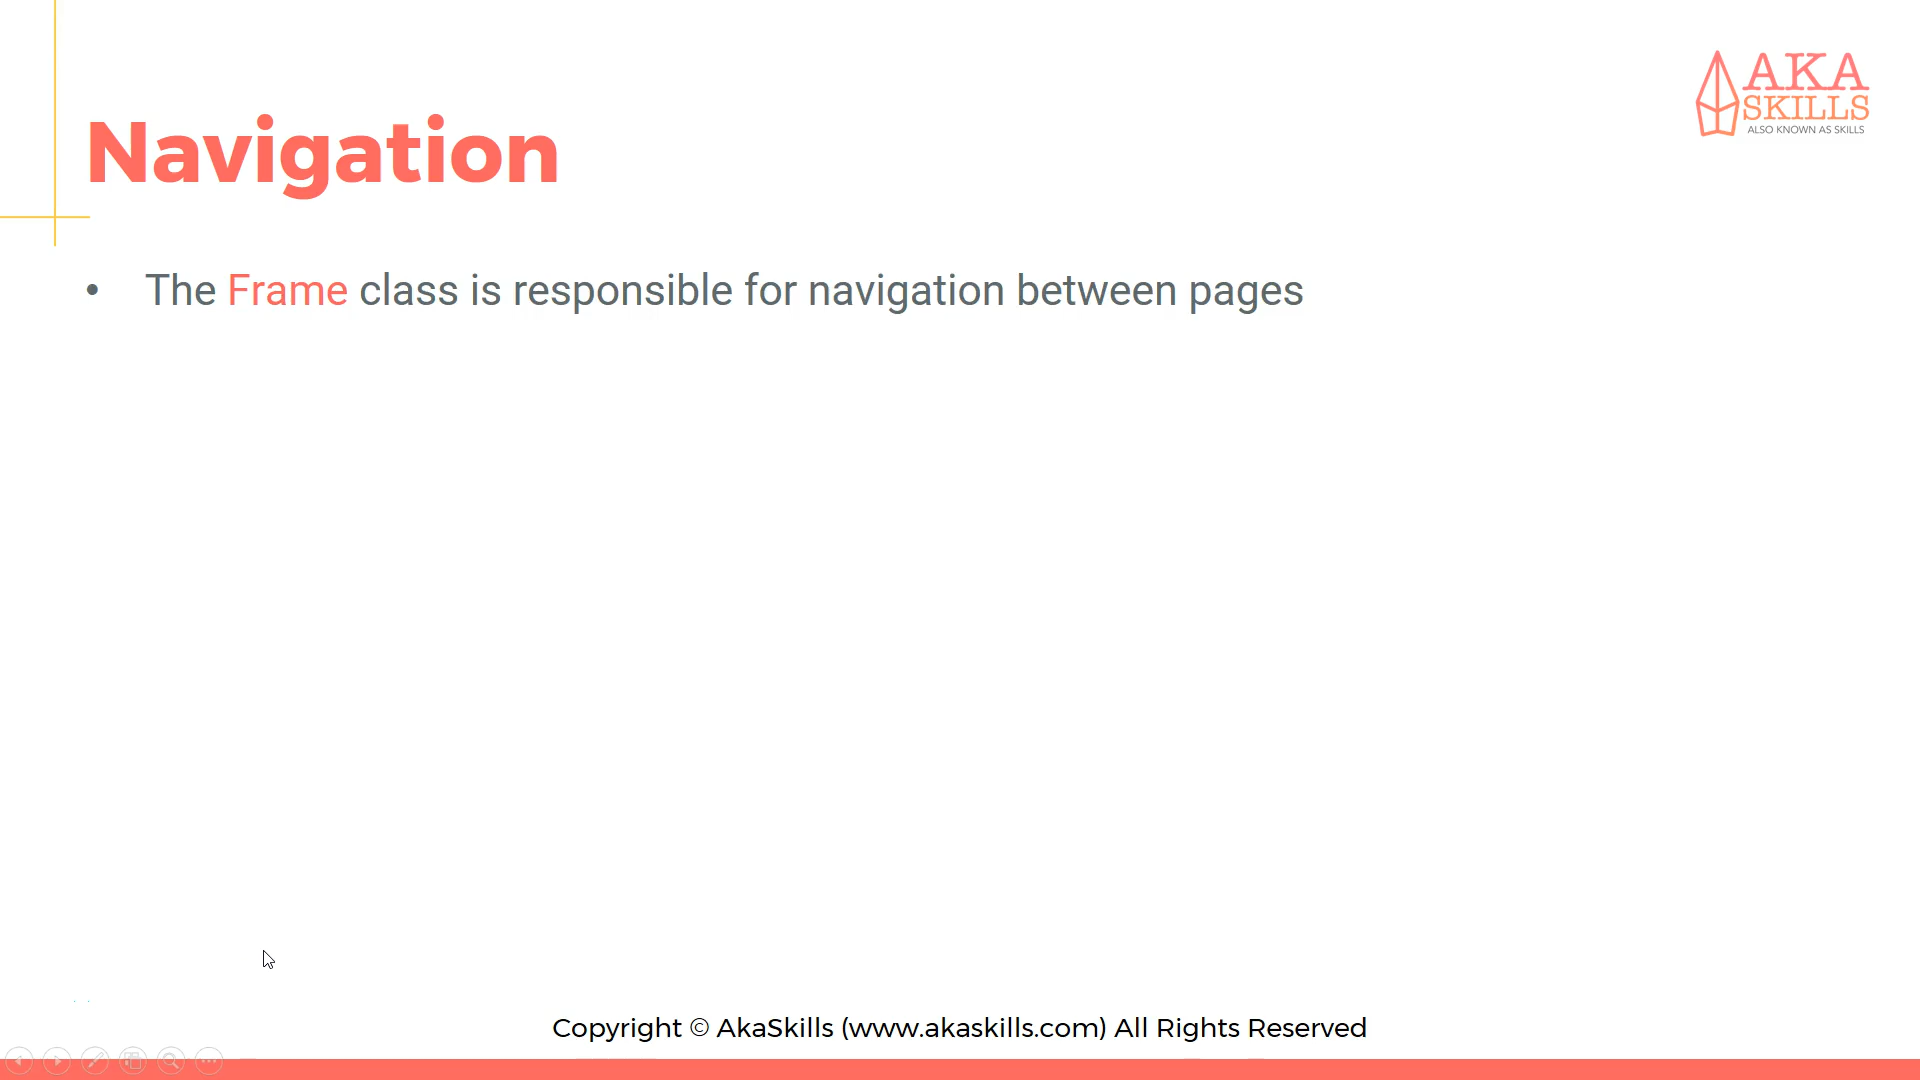 AKA
SKILLS
ALSO KNOWN AS SKILLS
Navigation
• The Frame class is responsible for navigation between pages
Copyright © AkaSkills (www.akaskills.com) All Rights Reserved